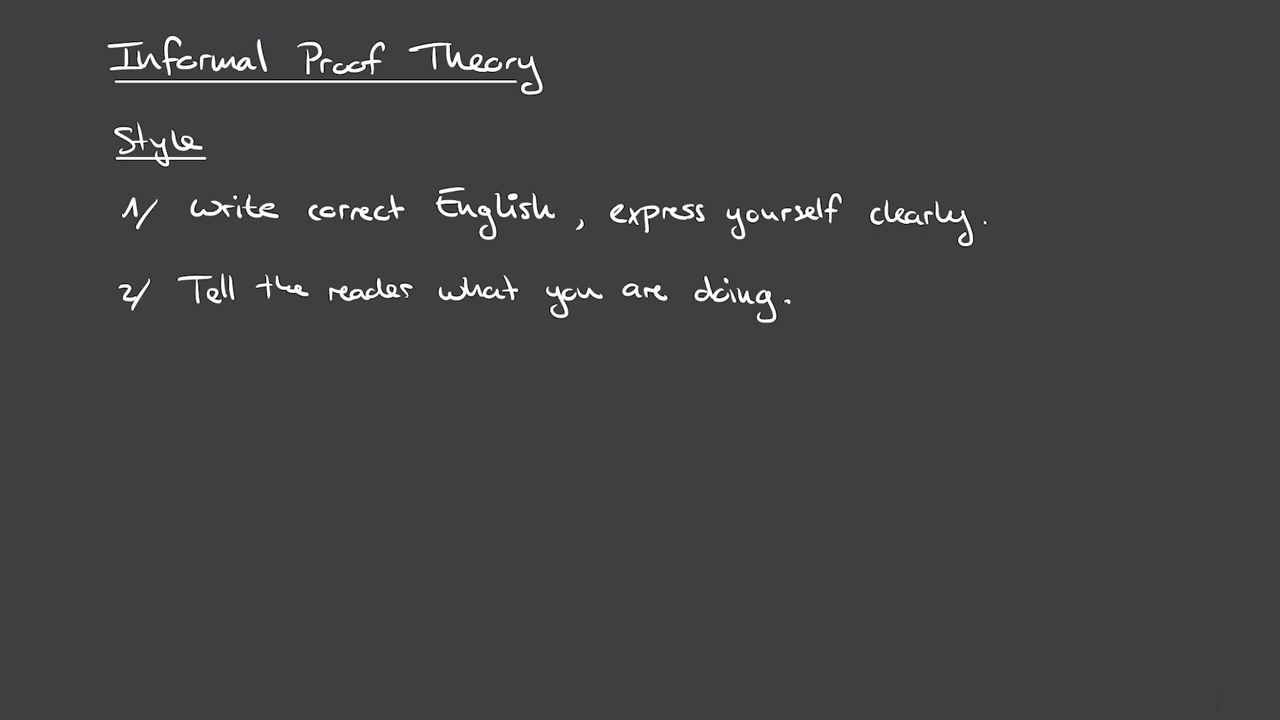 Informal Proof Theory
Style
1/ Write correct English, express yourself clearly.
2/ Tell the reader what you are doing.